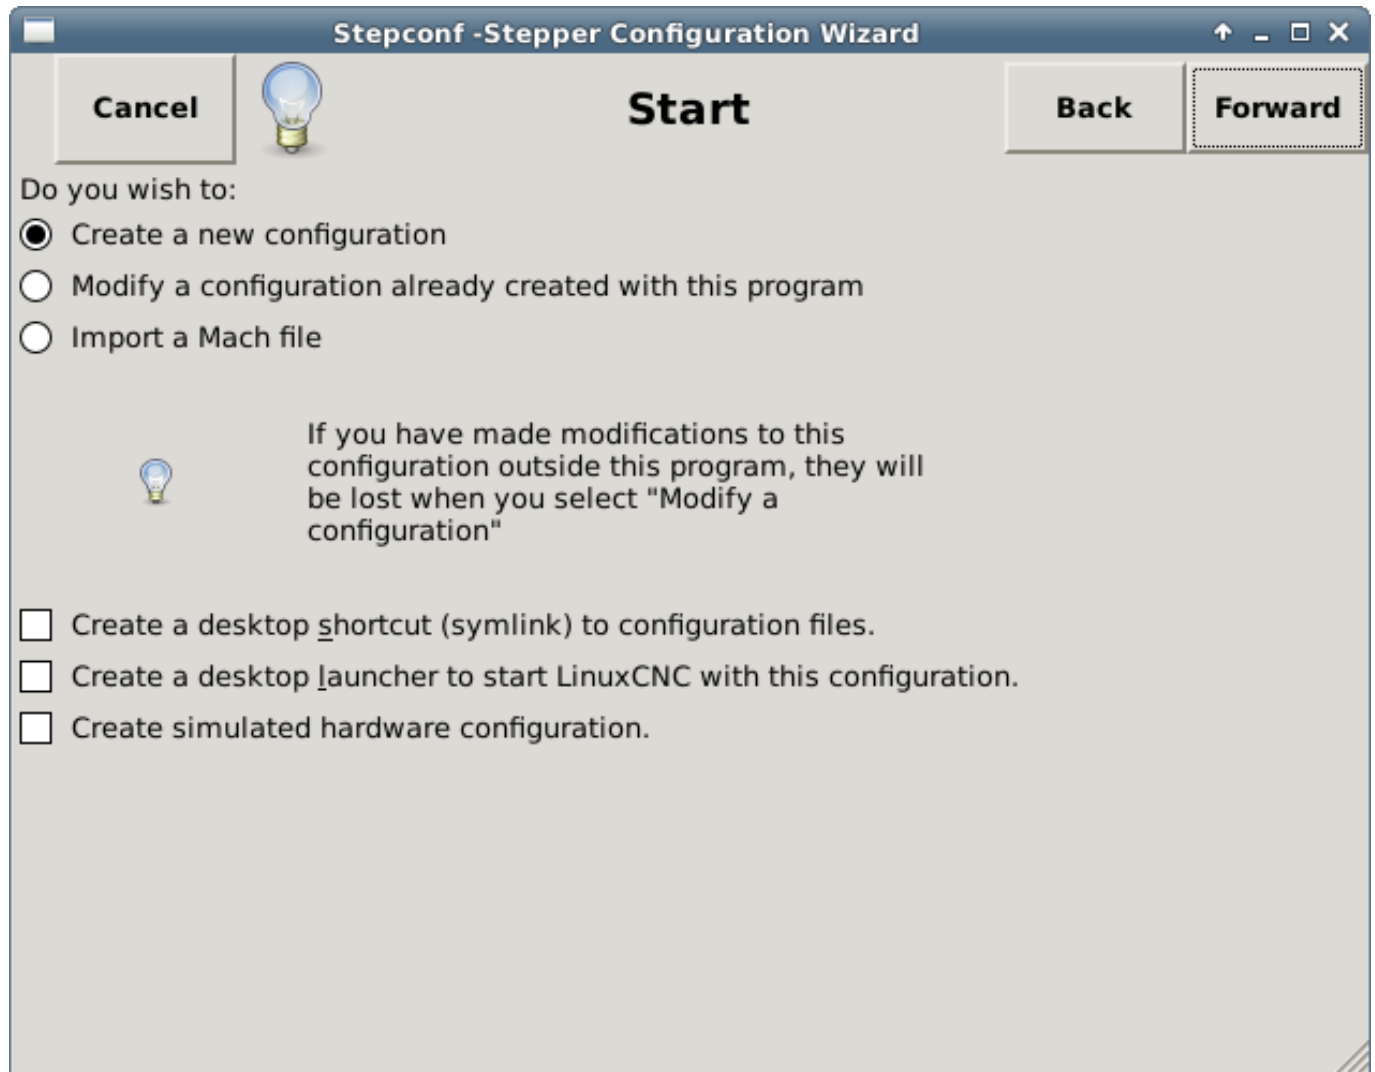 Stepconf -Stepper Configuration Wizard
Cancel
Start
Back
Forward
Do you wish to:
Create a new configuration
Modify a configuration already created with this program
Import a Mach file
If you have made modifications to this
configuration outside this program, they will
be lost when you select "Modify a
configuration"
Create a desktop shortcut (symlink) to configuration files.
Create a desktop launcher to start LinuxCNC with this configuration.
Create simulated hardware configuration.